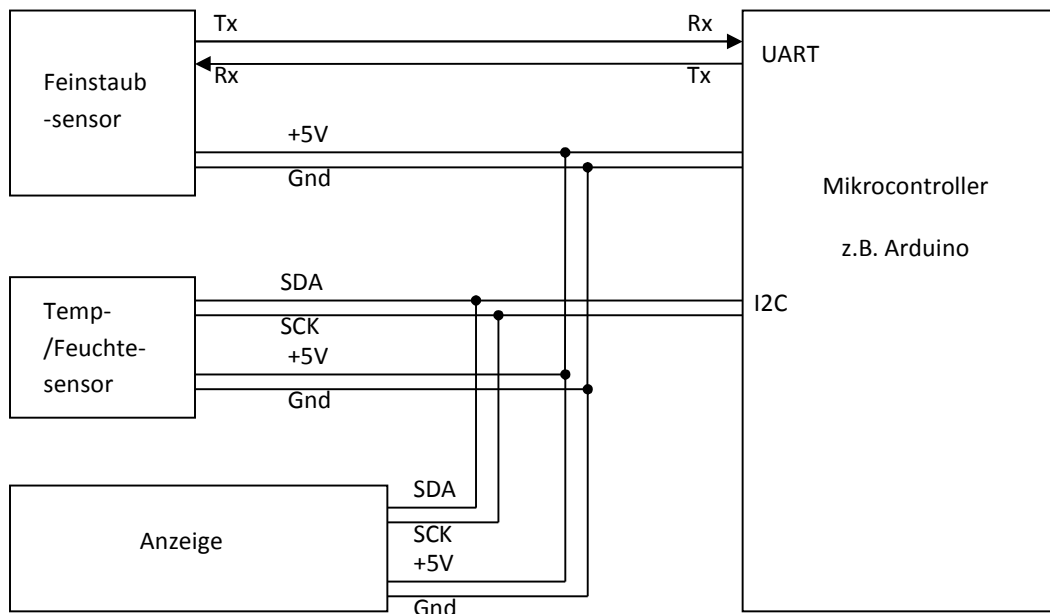 Tx
Rx
UART
Rx
Tx
Feinstaub
-sensor
+5V
Gnd
Mikrocontroller
z.B. Arduino
SDA
I2C
Temp-
/Feuchte-
sensor
SCK
+5V
Gnd
SDA
Anzeige
SCK
+5V
Gnd